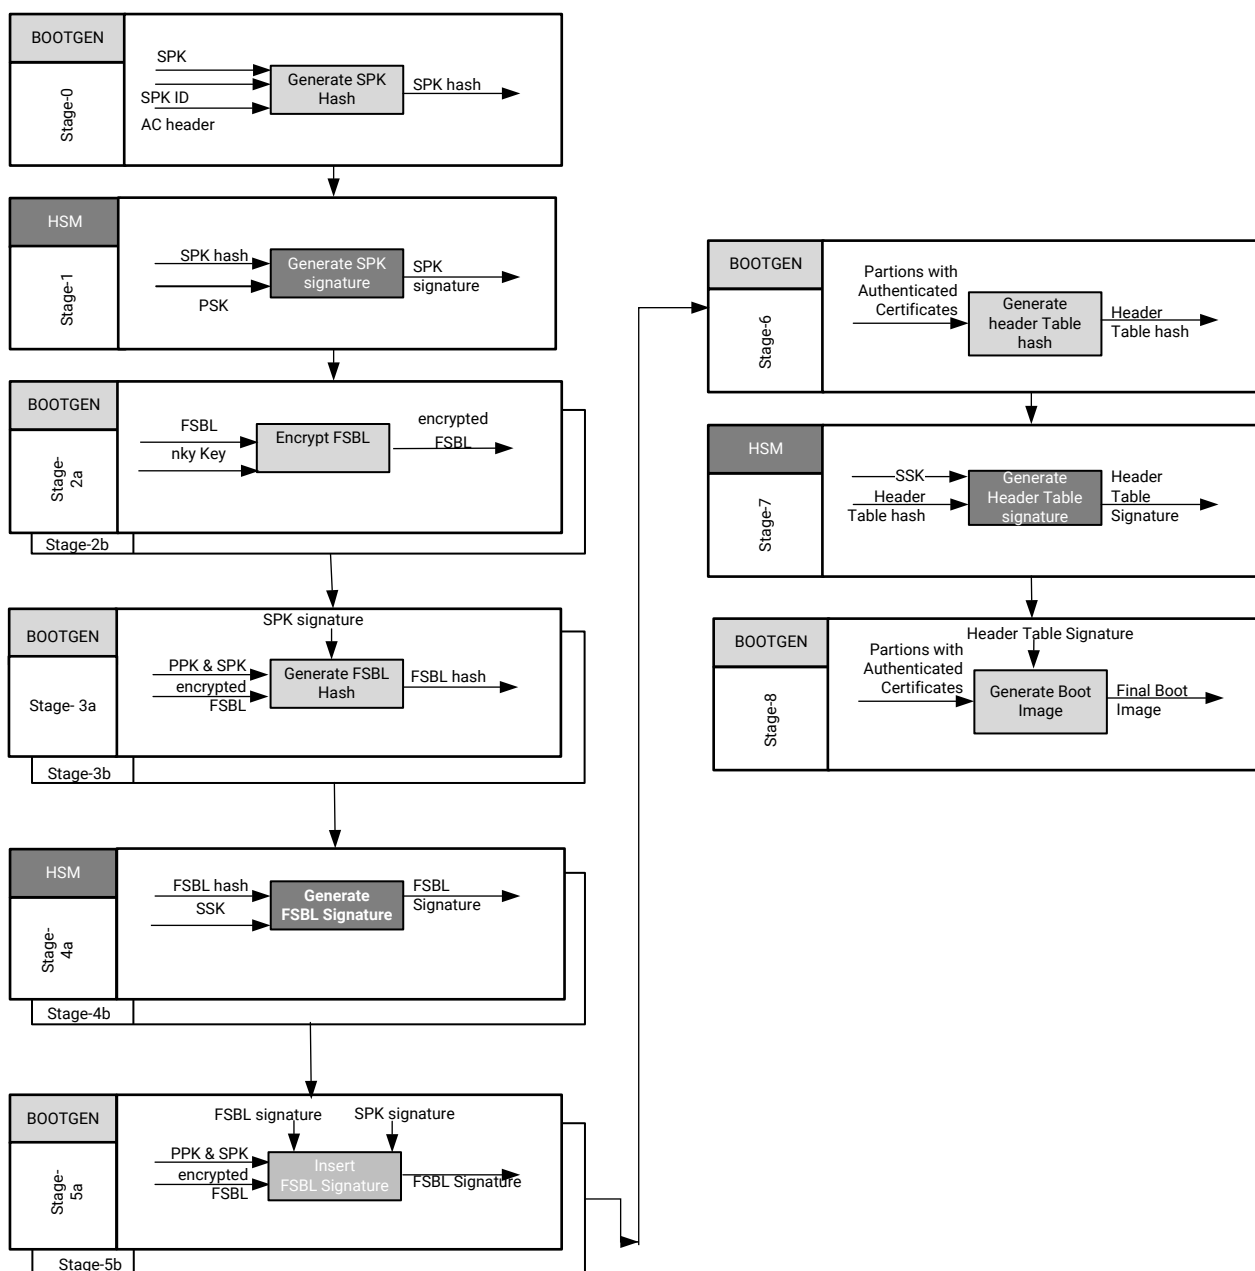 BOOTGEN
Stage-0
SPK
SPK ID
AC header
Generate SPK
Hash
SPK hash
HSM
Stage-1
SPK hash
PSK
Generate SPK
signature
SPK
signature
BOOTGEN
Stage-
2a
FSBL
nky Key
Encrypt FSBL
encrypted
FSBL
Stage-2b
BOOTGEN
Stage- 3a
SPK signature
PPK & SPK
encrypted
FSBL
Generate FSBL
Hash
FSBL hash
Stage-3b
HSM
Stage-
4a
FSBL hash
SSK
Generate
FSBL Signature
FSBL
Signature
Stage-4b
BOOTGEN
Stage-
5a
FSBL signature
SPK signature
PPK & SPK
encrypted
FSBL
Insert
FSBL Signature
FSBL Signature
Stage-5b
BOOTGEN
Stage-6
Partions with
Authenticated
Certificates
Generate
header Table
hash
Header
Table hash
HSM
Stage-7
SSK
Header
Table hash
Generate
Header Table
signature
Header
Table
Signature
BOOTGEN
Stage-8
Header Table Signature
Partions with
Authenticated
Certificates
Generate Boot
Image
Final Boot
Image